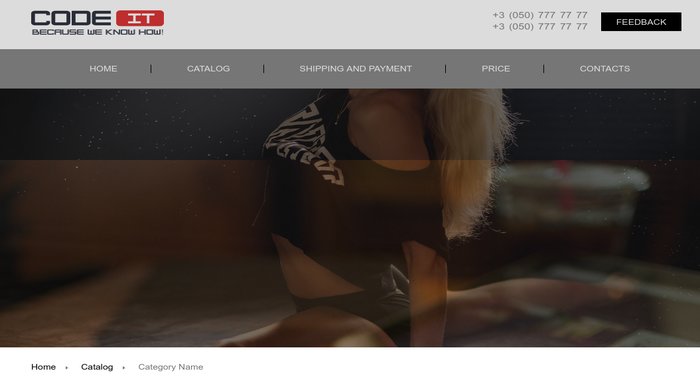 CODE IT
BECAUSE WE KNOW HOW!
+3 (050) 777 77 77
+3 (050) 777 77 77
FEEDBACK
HOME
CATALOG
SHIPPING AND PAYMENT
PRICE
CONTACTS
Home
Catalog
Category Name